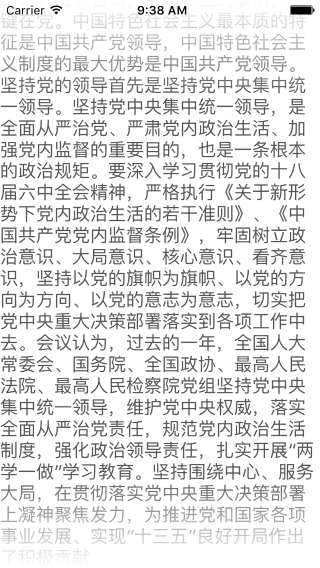 Carrier 9:38 AM
键在党。中国特色社会主义最本质的特
征是中国共产党领导，中国特色社会主
义制度的最大优势是中国共产党领导。
坚持党的领导首先是坚持党中央集中统
一领导。坚持党中央集中统一领导，是
全面从严治党、严肃党内政治生活、加
强党内监督的重要目的，也是一条根本
的政治规矩。要深入学习贯彻党的十八
届六中全会精神，严格执行《关于新形
势下党内政治生活的若干准则》、《中
国共产党党内监督条例》，牢固树立政
治意识、大局意识、核心意识、看齐意
识，坚持以党的旗帜为旗帜、以党的方
向为方向、以党的意志为意志，切实把
党中央重大决策部署落实到各项工作中
去。会议认为，过去的一年，全国人大
常委会、国务院、全国政协、最高人民
法院、最高人民检察院党组坚持党中央
集中统一领导，维护党中央权威，落实
全面从严治党责任，规范党内政治生活
制度，强化政治领导责任，扎实开展“两
学一做”学习教育。坚持围绕中心、服务
大局，在贯彻落实党中央重大决策部署
上凝神聚焦发力，为推进党和国家各项
事业发展、实现“十三五”良好开局作出
了积极贡献